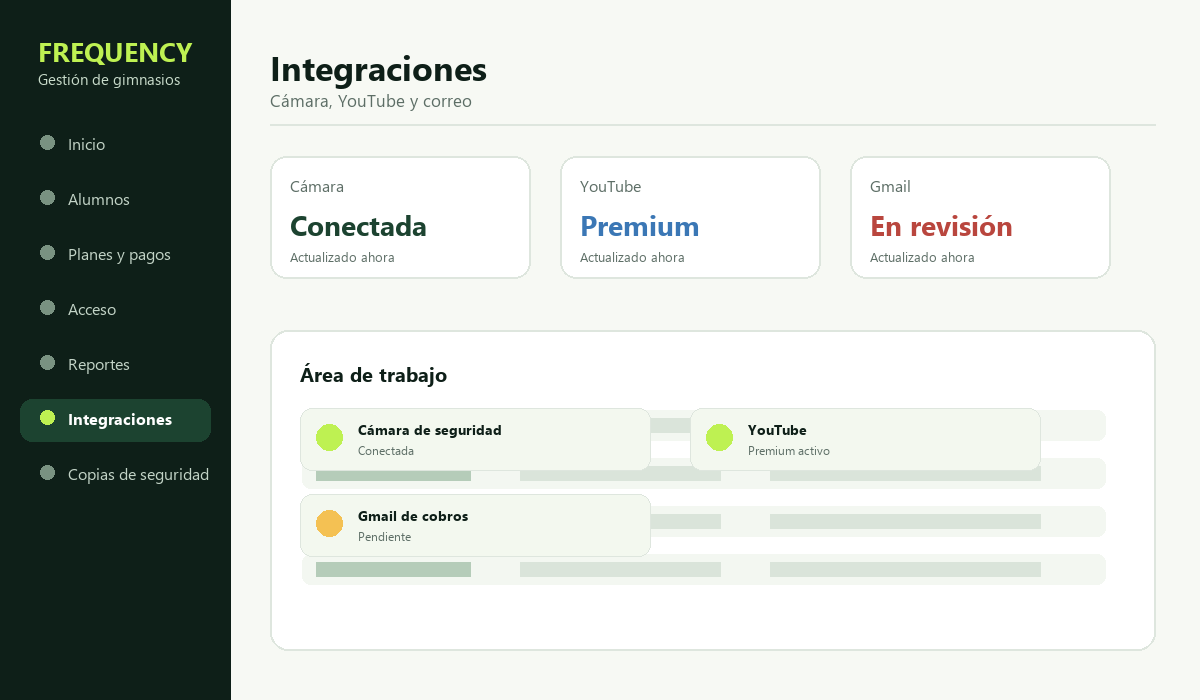 FREQUENCY
Gestión de gimnasios
Inicio
Alumnos
Planes y pagos
Acceso
Reportes
Integraciones
Copias de seguridad
Integraciones
Cámara, YouTube y correo
Cámara
Conectada
Actualizado ahora
YouTube
Premium
Actualizado ahora
Gmail
En revisión
Actualizado ahora
Área de trabajo
Cámara de seguridad
Conectada
YouTube
Premium activo
Gmail de cobros
Pendiente